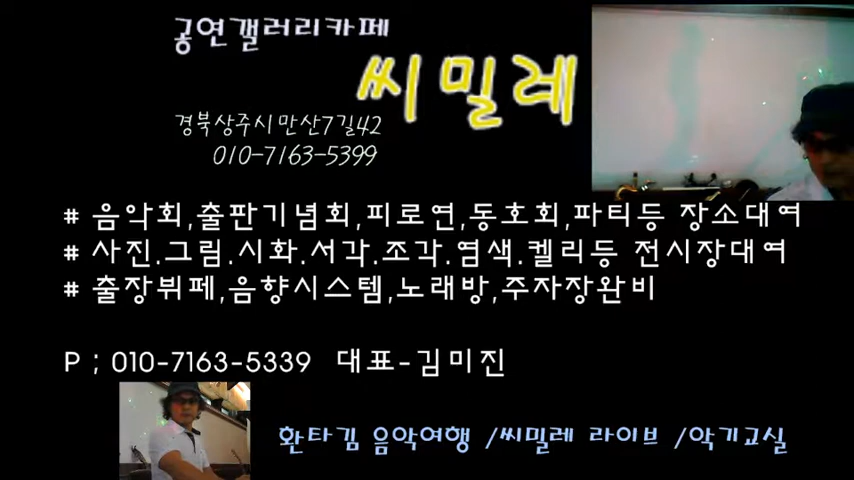 공연갤러리카페
씨밀레
경북상주시만산7길42
010-7163-5399
# 음악회,출판기념회,피로연,동호회,파티등 장소대여
# 사진.그림.시화.서각.조각.염색.켈리등 전시장대여
# 출장뷔페,음향시스템,노래방,주차장완비
P ; 010-7163-5339 대표-김미진
환타김 음악여행 /씨밀레 라이브 /악기교실